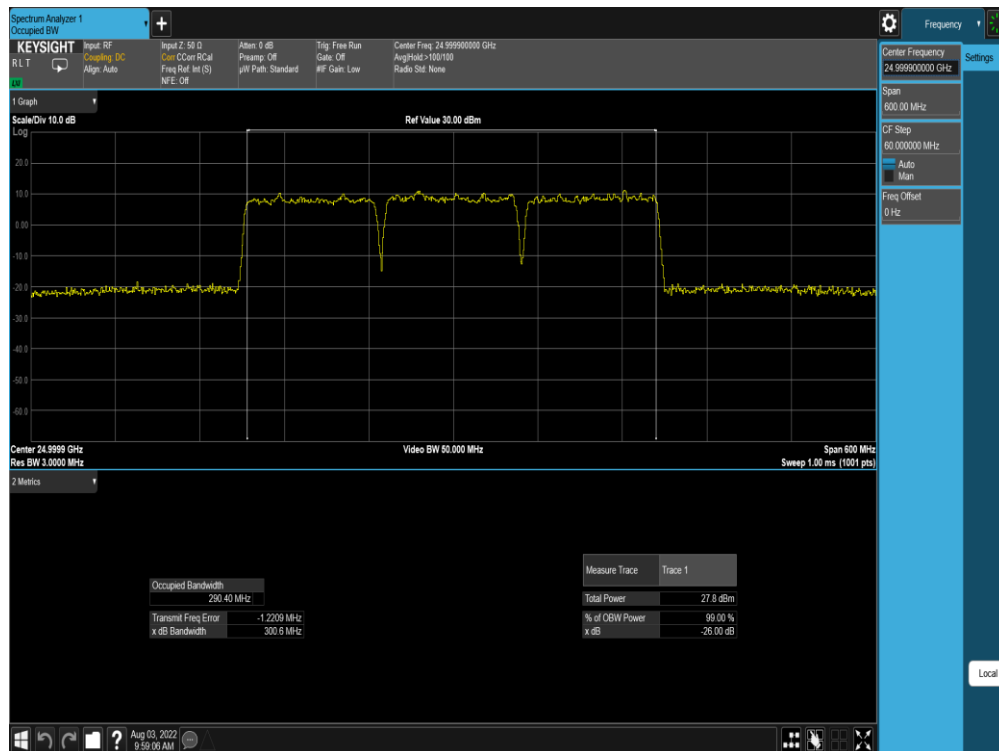 Spectrum Analyzer 1
Occupied BW
+
Frequency
KEYSIGHT
R L T
Input: RF
Coupling: DC
Align: Auto
Input Z: 50 Ω
Corr CCorr RCal
Freq Ref: Int (S)
NFE: Off
Atten: 0 dB
Preamp: Off
µW Path: Standard
Trig: Free Run
Gate: Off
#IF Gain: Low
Center Freq: 24.999900000 GHz
Avg|Hold:>100/100
Radio Std: None
LXI
1 Graph
Scale/Div 10.0 dB
Ref Value 30.00 dBm
Log
20.0
10.0
0.00
-10.0
-20.0
-30.0
-40.0
-50.0
-60.0
Center 24.9999 GHz
Video BW 50.000 MHz
Span 600 MHz
Res BW 3.0000 MHz
Sweep 1.00 ms (1001 pts)
2 Metrics
Measure Trace
Trace 1
Occupied Bandwidth
290.40 MHz
Total Power
27.8 dBm
Transmit Freq Error
-1.2209 MHz
% of OBW Power
99.00 %
x dB Bandwidth
300.6 MHz
x dB
-26.00 dB
Center Frequency
24.999900000 GHz
Settings
Span
600.00 MHz
CF Step
60.000000 MHz
Auto
Man
Freq Offset
0 Hz
Local
?
Aug 03, 2022
9:59:06 AM